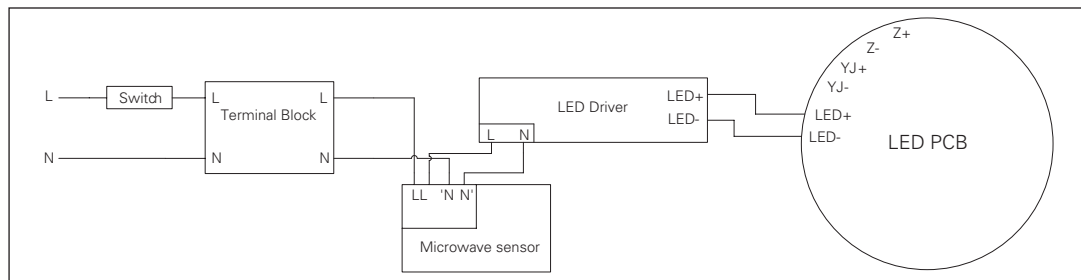 Z+
Z-
YJ+
YJ-
L Switch L L LED Driver LED+ LED+
Terminal Block LED- LED- LED PCB
N N N L N
LL 'N N'
Microwave sensor